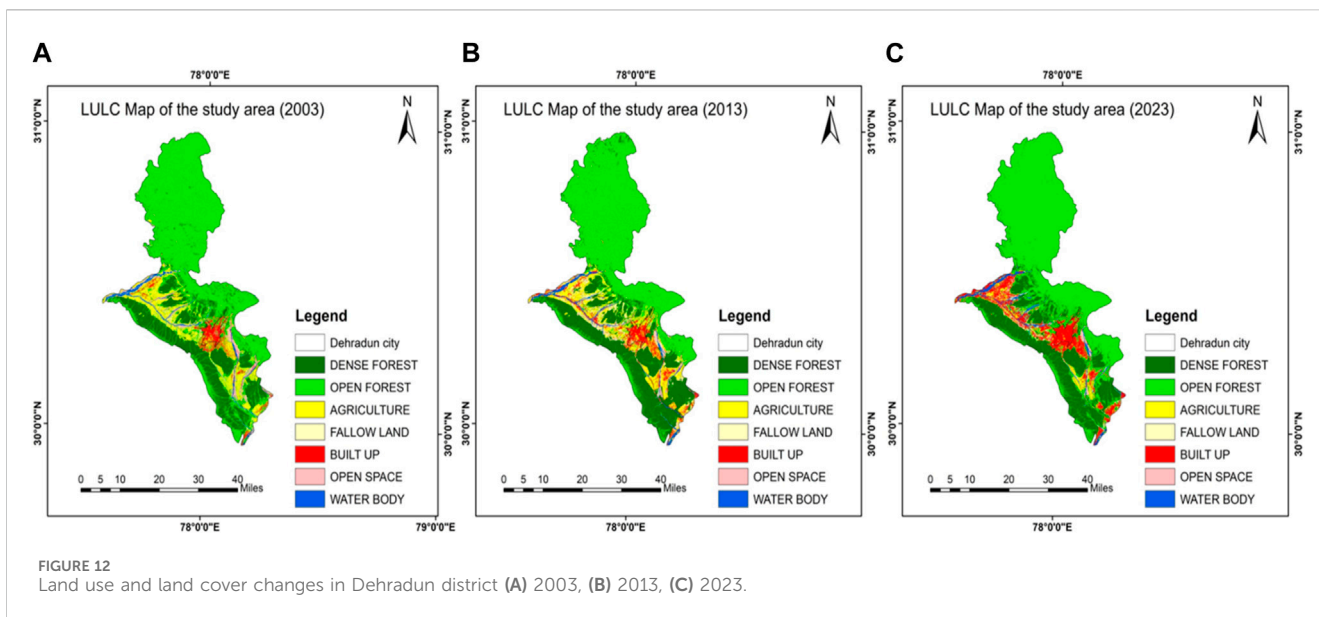 A
78°0'0"E
LULC Map of the study area (2003)
N
31°0'0"N
30°0'0"N
Legend
Dehradun city
DENSE FOREST
OPEN FOREST
AGRICULTURE
FALLOW LAND
BUILT UP
OPEN SPACE
WATER BODY
0 5 10 20 30 40
Miles
78°0'0"E
79°0'0"E
B
78°0'0"E
LULC Map of the study area (2013)
N
31°0'0"N
30°0'0"N
Legend
Dehradun city
DENSE FOREST
OPEN FOREST
AGRICULTURE
FALLOW LAND
BUILT UP
OPEN SPACE
WATER BODY
0 5 10 20 30 40
Miles
78°0'0"E
C
78°0'0"E
LULC Map of the study area (2023)
N
31°0'0"N
30°0'0"N
Legend
Dehradun city
DENSE FOREST
OPEN FOREST
AGRICULTURE
FALLOW LAND
BUILT UP
OPEN SPACE
WATER BODY
0 5 10 20 30 40
Miles
78°0'0"E
FIGURE 12
Land use and land cover changes in Dehradun district (A) 2003, (B) 2013, (C) 2023.